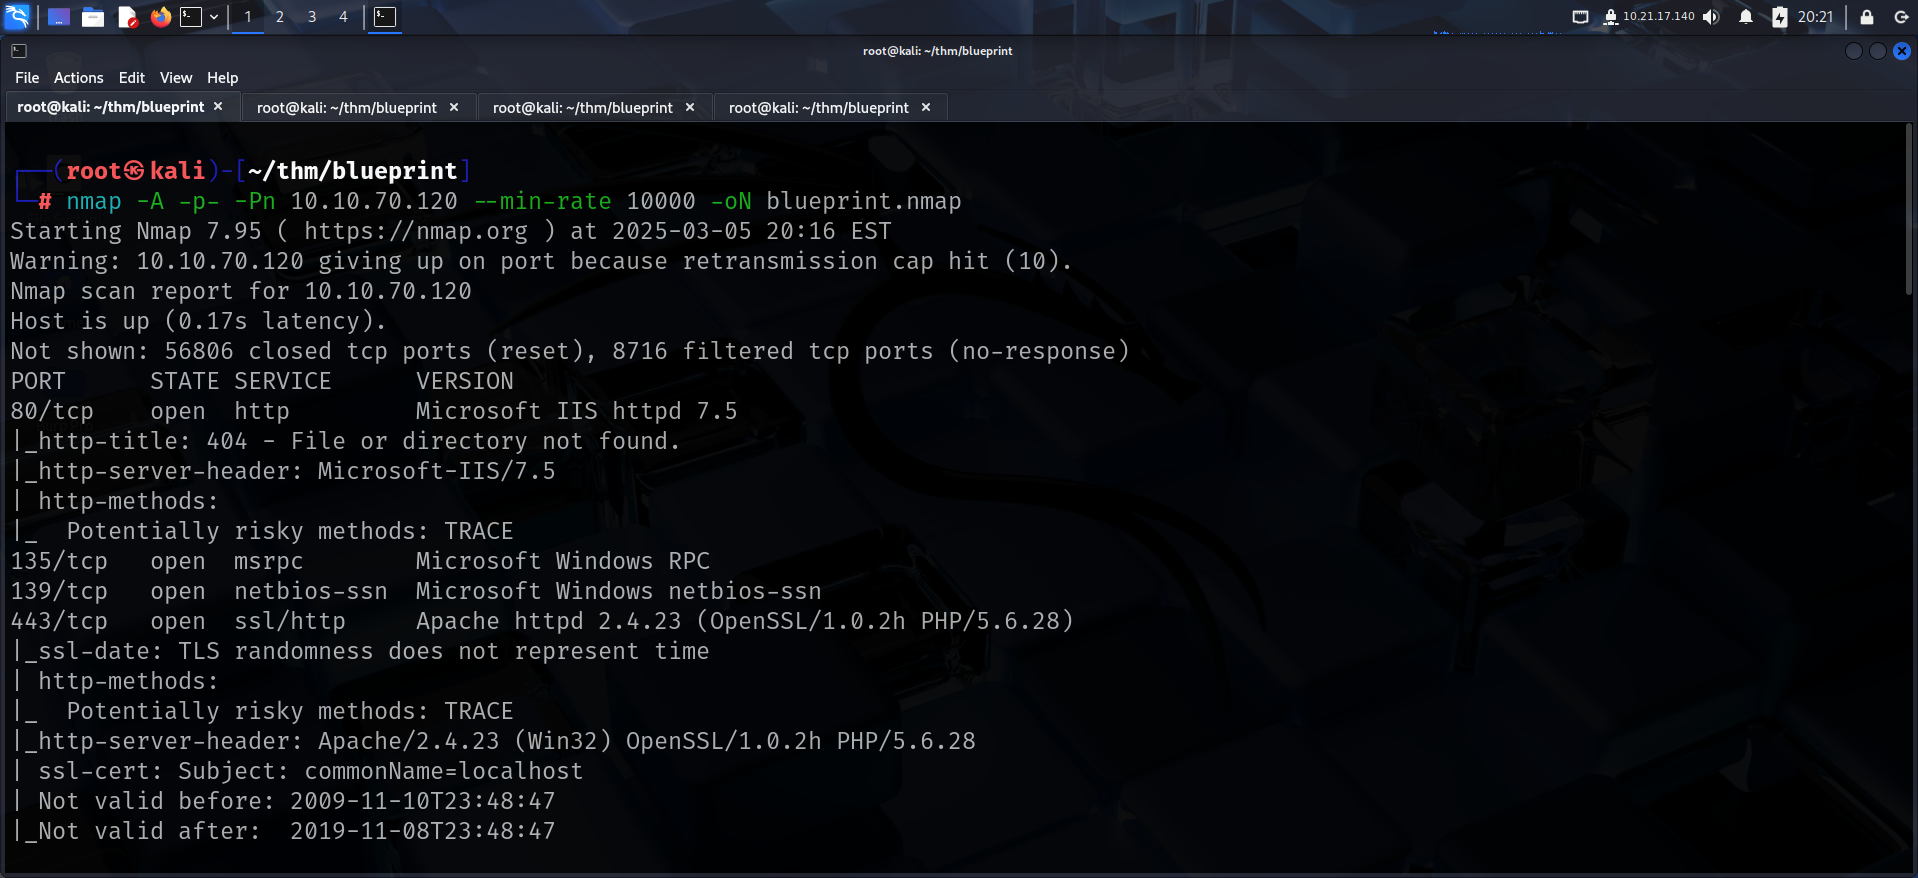 1 2 3 4 10.21.17.140 20:21
root@kali: ~/thm/blueprint
File Actions Edit View Help
root@kali: ~/thm/blueprint × root@kali: ~/thm/blueprint × root@kali: ~/thm/blueprint × root@kali: ~/thm/blueprint ×
┌──(root㉿kali)-[~/thm/blueprint]
└─# nmap -A -p- -Pn 10.10.70.120 --min-rate 10000 -oN blueprint.nmap
Starting Nmap 7.95 ( https://nmap.org ) at 2025-03-05 20:16 EST
Warning: 10.10.70.120 giving up on port because retransmission cap hit (10).
Nmap scan report for 10.10.70.120
Host is up (0.17s latency).
Not shown: 56806 closed tcp ports (reset), 8716 filtered tcp ports (no-response)
PORT      STATE SERVICE      VERSION
80/tcp    open  http         Microsoft IIS httpd 7.5
|_http-title: 404 - File or directory not found.
|_http-server-header: Microsoft-IIS/7.5
| http-methods:
|_  Potentially risky methods: TRACE
135/tcp   open  msrpc        Microsoft Windows RPC
139/tcp   open  netbios-ssn  Microsoft Windows netbios-ssn
443/tcp   open  ssl/http     Apache httpd 2.4.23 (OpenSSL/1.0.2h PHP/5.6.28)
|_ssl-date: TLS randomness does not represent time
| http-methods:
|_  Potentially risky methods: TRACE
|_http-server-header: Apache/2.4.23 (Win32) OpenSSL/1.0.2h PHP/5.6.28
| ssl-cert: Subject: commonName=localhost
| Not valid before: 2009-11-10T23:48:47
|_Not valid after:  2019-11-08T23:48:47